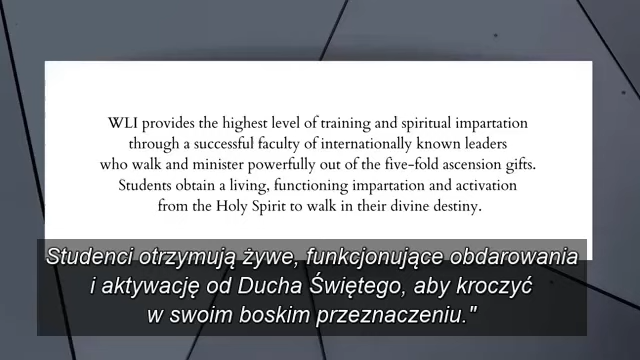 WLI provides the highest level of training and spiritual impartation
through a successful faculty of internationally known leaders
who walk and minister powerfully out of the five-fold ascension gifts.
Students obtain a living, functioning impartation and activation
from the Holy Spirit to walk in their divine destiny.
Studenci otrzymują żywe, funkcjonujące obdarowania
i aktywację od Ducha Świętego, aby kroczyć
w swoim boskim przeznaczeniu."